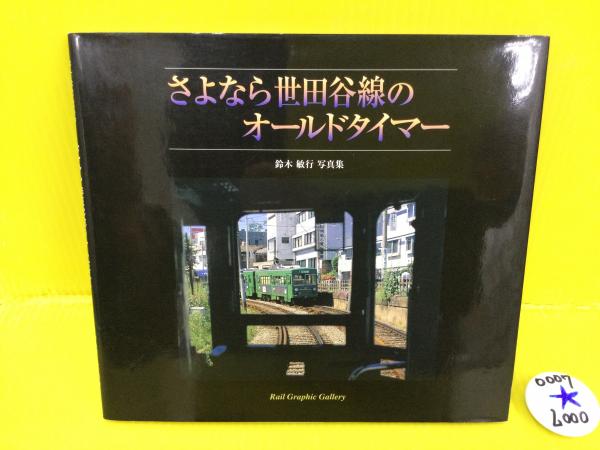 さよなら世田谷線の
オールドタイマー
鈴木 敏行 写真集
Rail Graphic Gallery
0007
7000